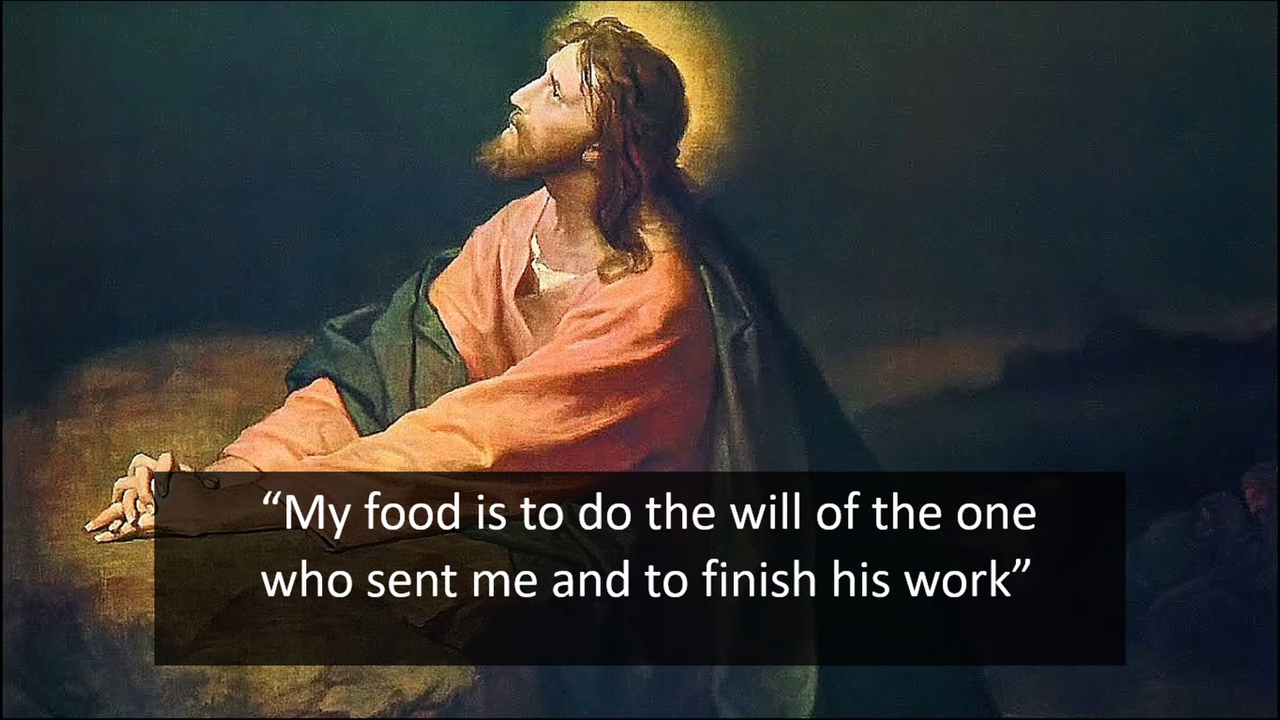 “My food is to do the will of the one
who sent me and to finish his work”